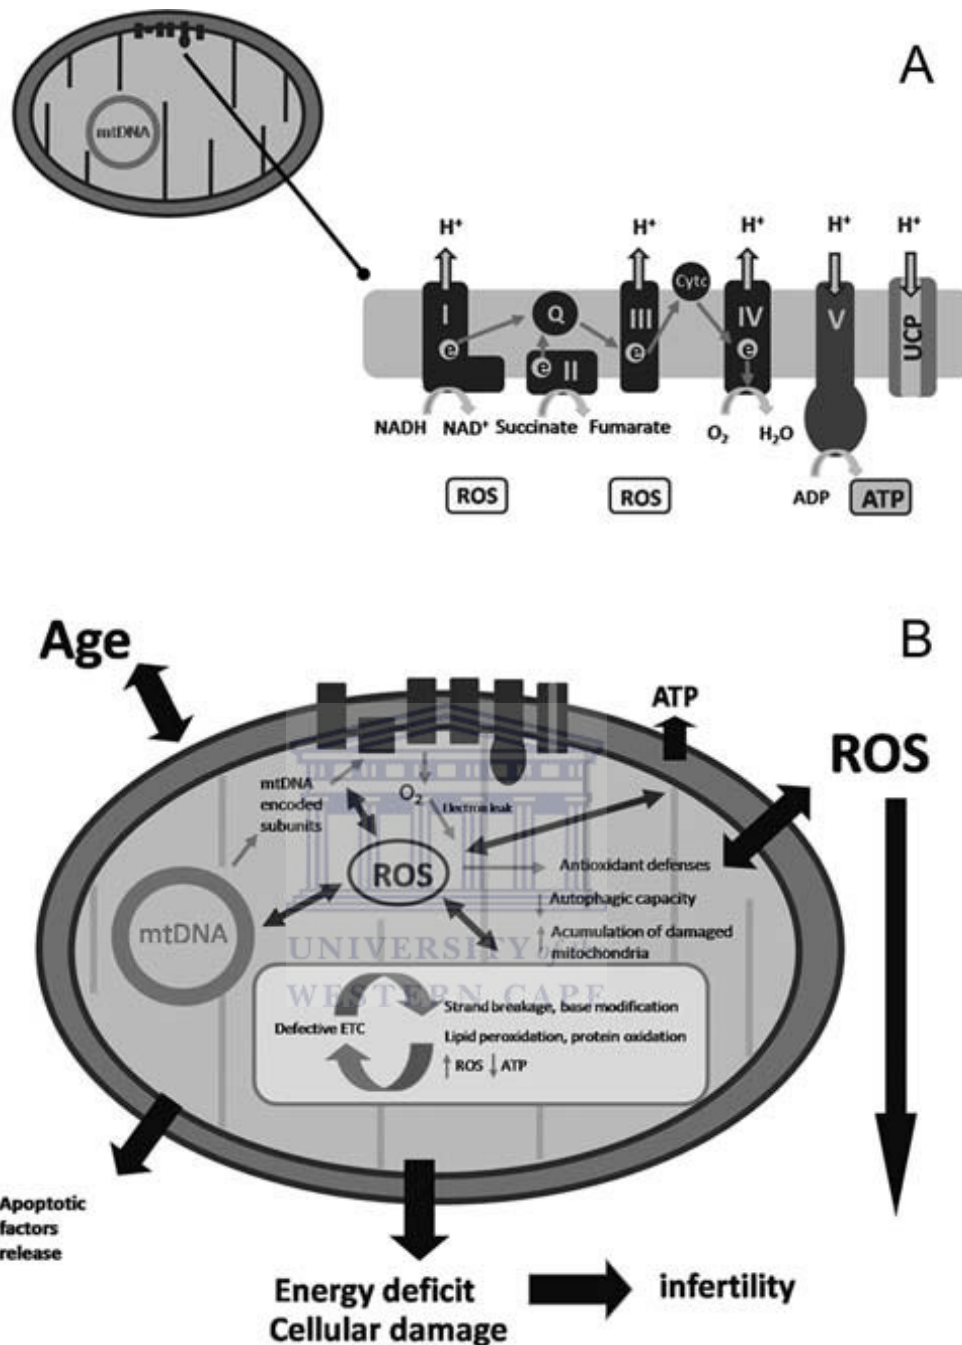 A
mtDNA
H⁺ H⁺ H⁺ H⁺ H⁺
Cytc
I Q III IV V UCP
e e e e
II
NADH NAD⁺ Succinate Fumarate O₂ H₂O
ROS ROS ADP ATP
B
Age
ATP
ROS
mtDNA
encoded
subunits
O₂
Electron leak
ROS
Antioxidant defenses
Autophagic capacity
Acumulation of damaged
mitochondria
mtDNA
UNIVERSITY of the
WESTERN CAPE
Strand breakage, base modification
Defective ETC
Lipid peroxidation, protein oxidation
↑ ROS ↓ ATP
Apoptotic
factors
release
Energy deficit
Cellular damage
infertility